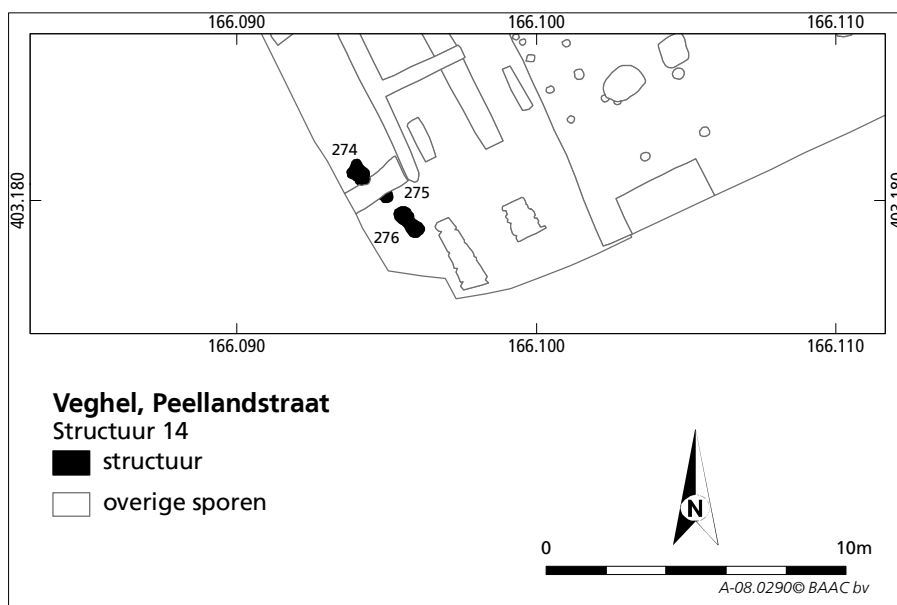 166.090 166.100 166.110
274
275
276
403.180 403.180
166.090 166.100 166.110
Veghel, Peellandstraat
Structuur 14
structuur
overige sporen
N
0 10m
A-08.0290© BAAC bv